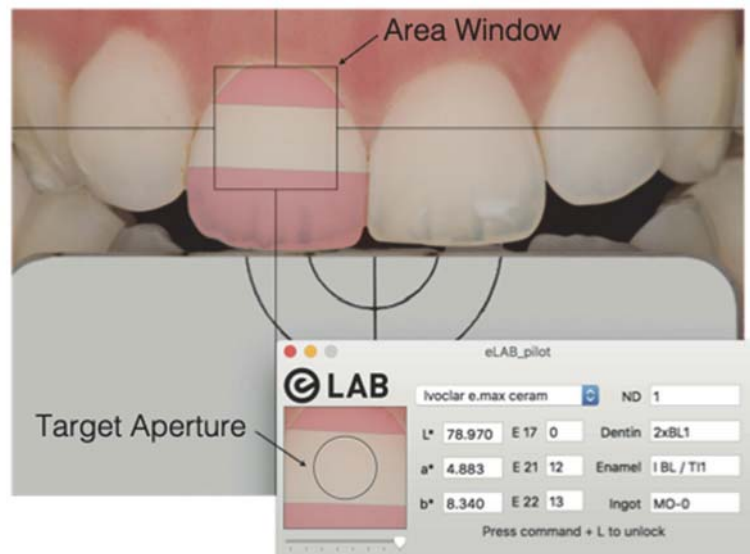 Area Window
eLAB_pilot
e LAB
Ivoclar e.max ceram ND 1
Target Aperture
L* 78.970 E 17 0 Dentin 2xBL1
a* 4.883 E 21 12 Enamel I BL / TI1
b* 8.340 E 22 13 Ingot MO-0
Press command + L to unlock